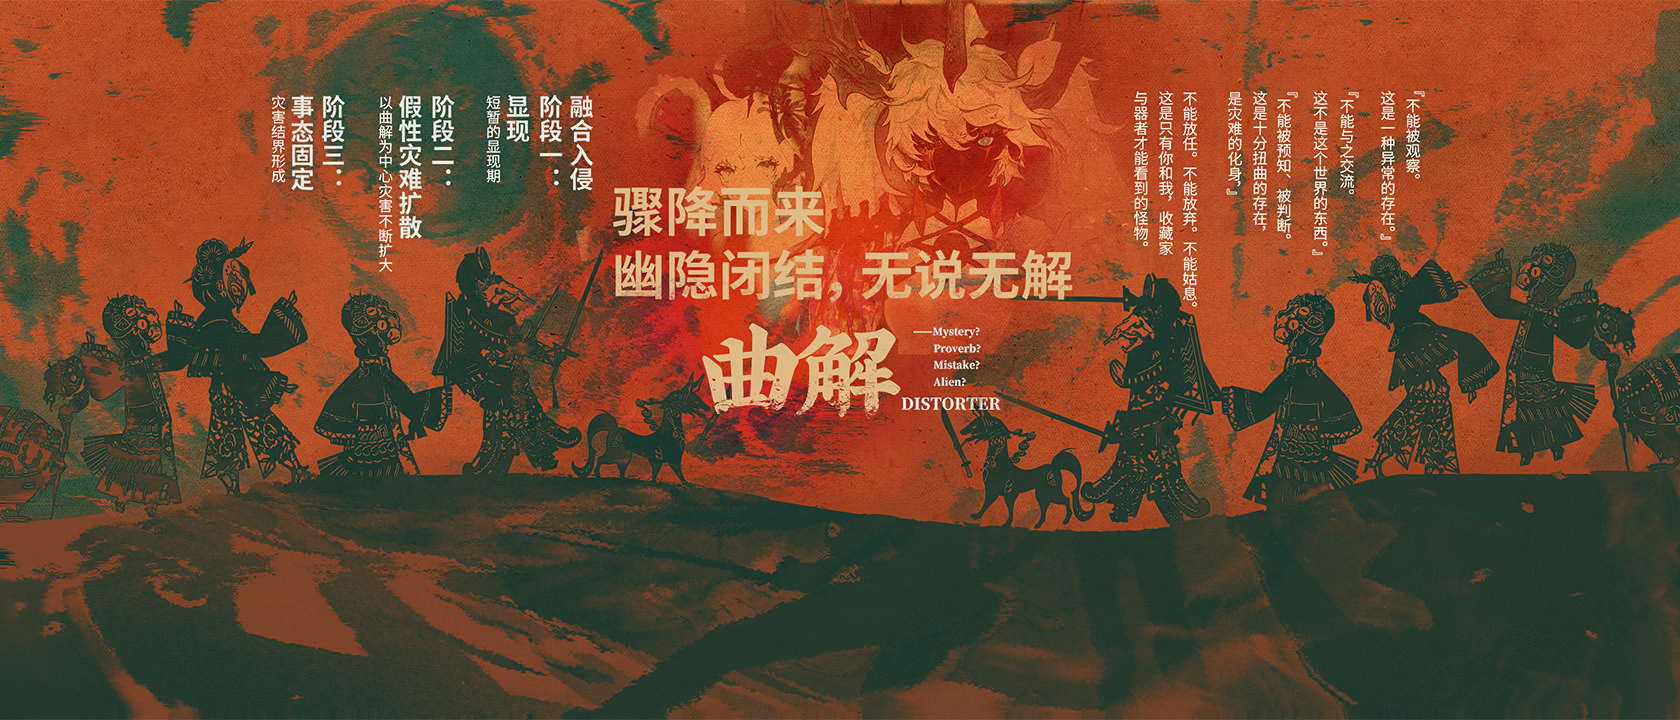 融合入侵
阶段一：
显现
短暂的显现期
阶段二：
假性灾难扩散
以曲解为中心灾害不断扩大
阶段三：
事态固定
灾害结界形成
骤降而来
幽隐闭结，无说无解
曲解
——Mystery?
Proverb?
Mistake?
Alien?
DISTORTER
『不能被观察。
这是一种异常的存在。』
『不能与之交流。
这不是这个世界的东西。』
『不能被预知、被判断。
这是十分扭曲的存在，
是灾难的化身，』
不能放任。不能放弃。不能姑息。
这是只有你和我，收藏家
与器者才能看到的怪物。